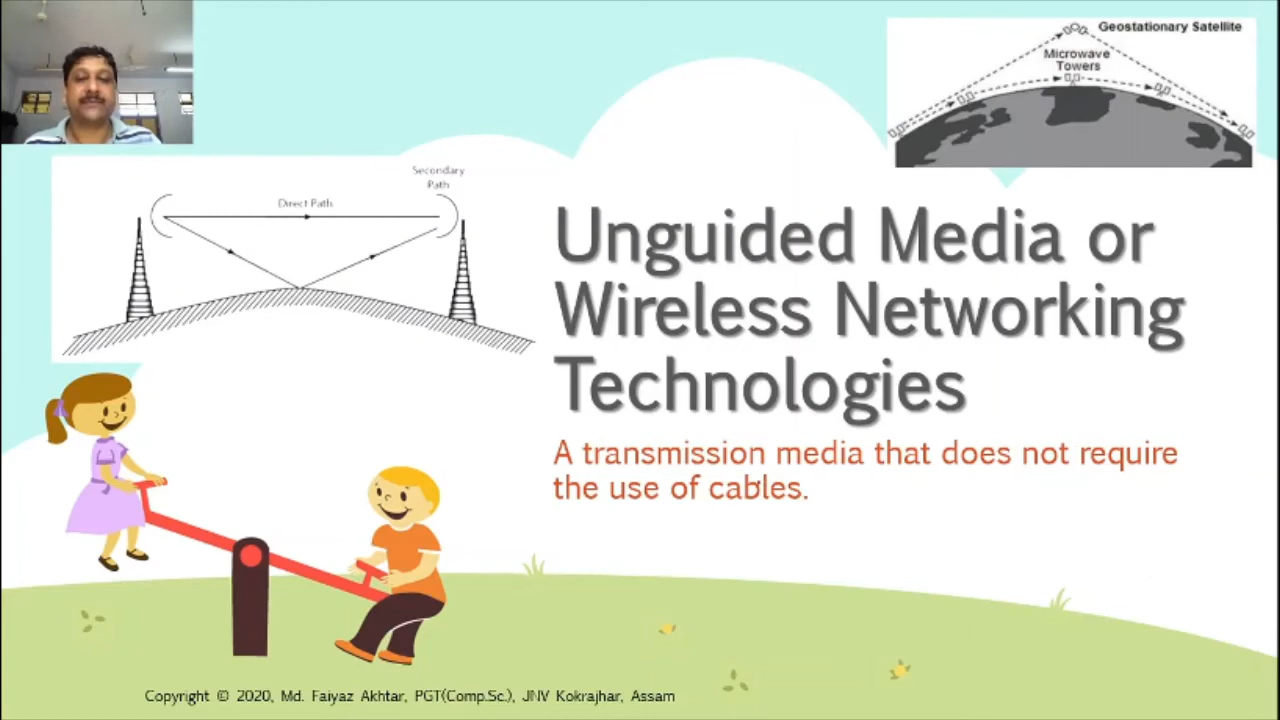 Geostationary Satellite
Microwave
Towers
Secondary
Path
Direct Path
Unguided Media or
Wireless Networking
Technologies
A transmission media that does not require
the use of cables.
Copyright © 2020, Md. Faiyaz Akhtar, PGT(Comp.Sc.), JNV Kokrajhar, Assam